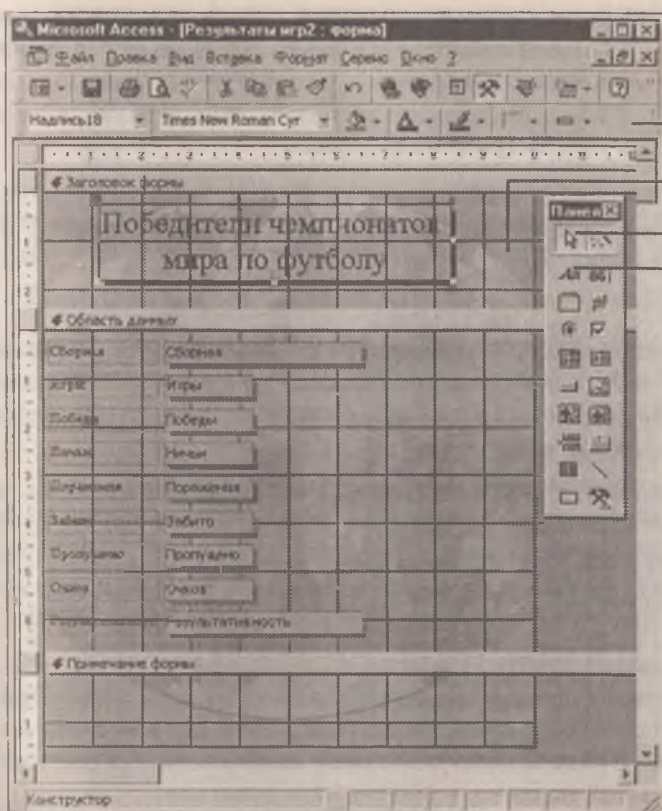 Microsoft Access - [Результаты игр2 : форма]
Файл Правка Вид Вставка Формат Сервис Окно ?
Надпись18 Times New Roman Cyr
Заголовок формы
Победители чемпионатов
мира по футболу
Панель
Область данных
Сборная Сборная
Игры Игры
Победы Победы
Ничьи Ничьи
Поражения Поражения
Забито Забито
Пропущено Пропущено
Очков Очков
Результативность
Примечание формы
Конструктор